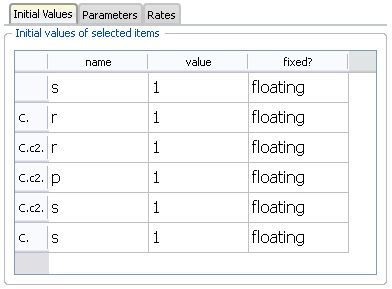 Initial Values Parameters Rates
Initial values of selected items
name value fixed?
s 1 floating
C. r 1 floating
C.c2. r 1 floating
C.c2. p 1 floating
C.c2. s 1 floating
C. s 1 floating